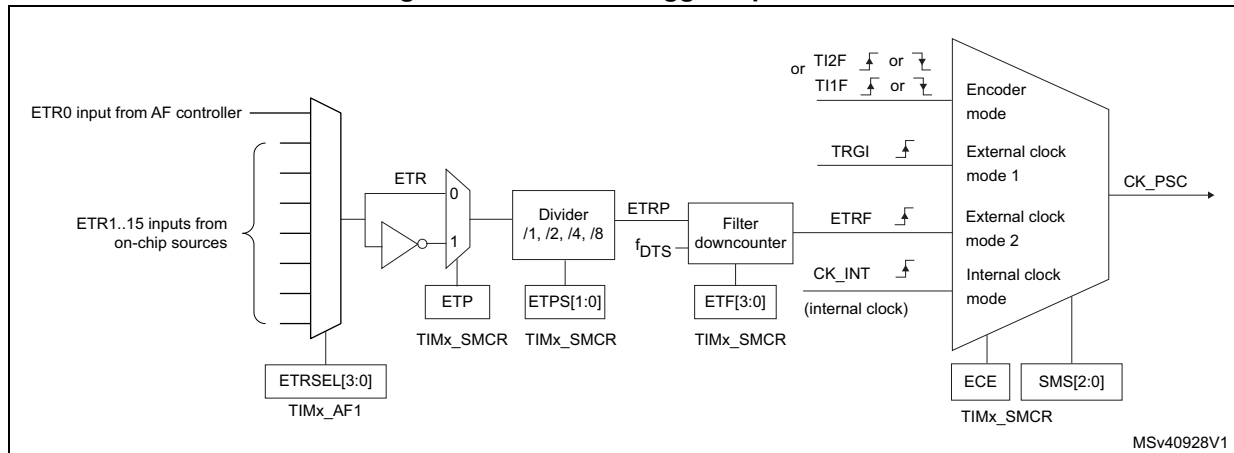 or TI2F or
TI1F or
Encoder
mode
ETR0 input from AF controller
TRGI
External clock
mode 1
CK_PSC
ETR
0
1
ETR1..15 inputs from
on-chip sources
Divider
/1, /2, /4, /8
ETRP
fDTS
Filter
downcounter
ETRF
External clock
mode 2
CK_INT
(internal clock)
Internal clock
mode
ETP
TIMx_SMCR
ETPS[1:0]
TIMx_SMCR
ETF[3:0]
TIMx_SMCR
ETRSEL[3:0]
TIMx_AF1
ECE
SMS[2:0]
TIMx_SMCR
MSv40928V1